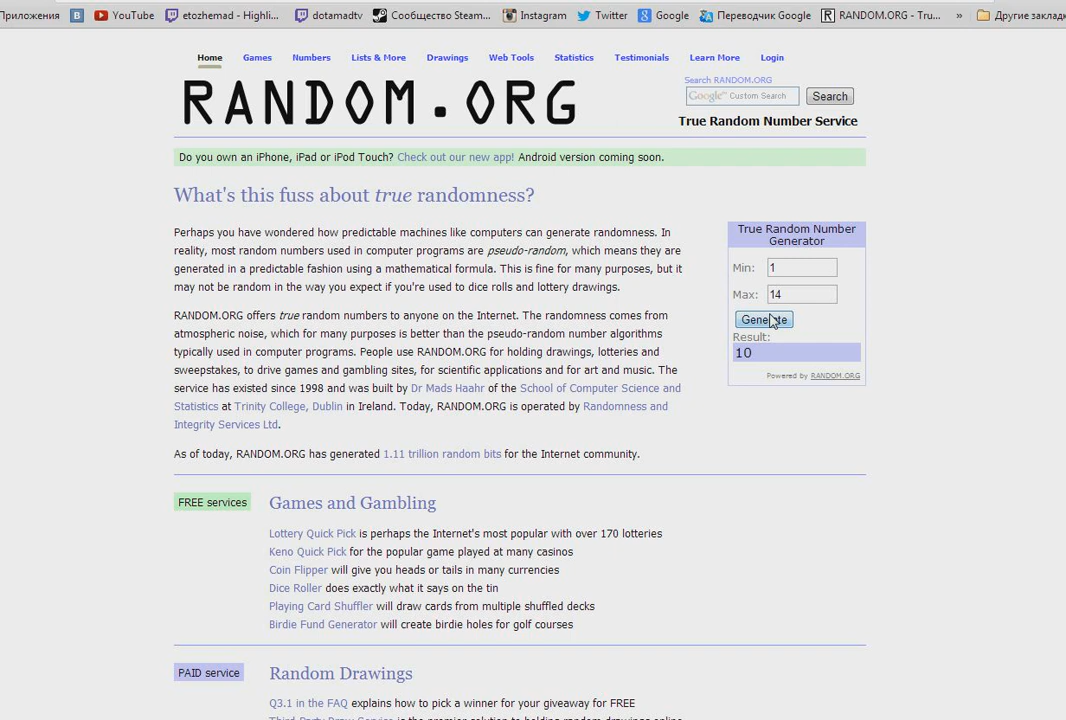 Приложения B YouTube etozhemad - Highli... dotamadtv Сообщество Steam... Instagram Twitter Google Переводчик Google RANDOM.ORG - Tru... » Другие заклад
Home Games Numbers Lists & More Drawings Web Tools Statistics Testimonials Learn More Login
Search RANDOM.ORG
RANDOM.ORG
Google™ Custom Search Search
True Random Number Service
Do you own an iPhone, iPad or iPod Touch? Check out our new app! Android version coming soon.
What's this fuss about true randomness?
Perhaps you have wondered how predictable machines like computers can generate randomness. In
reality, most random numbers used in computer programs are pseudo-random, which means they are
generated in a predictable fashion using a mathematical formula. This is fine for many purposes, but it
may not be random in the way you expect if you're used to dice rolls and lottery drawings.
RANDOM.ORG offers true random numbers to anyone on the Internet. The randomness comes from
atmospheric noise, which for many purposes is better than the pseudo-random number algorithms
typically used in computer programs. People use RANDOM.ORG for holding drawings, lotteries and
sweepstakes, to drive games and gambling sites, for scientific applications and for art and music. The
service has existed since 1998 and was built by Dr Mads Haahr of the School of Computer Science and
Statistics at Trinity College, Dublin in Ireland. Today, RANDOM.ORG is operated by Randomness and
Integrity Services Ltd.
As of today, RANDOM.ORG has generated 1.11 trillion random bits for the Internet community.
True Random Number
Generator
Min: 1
Max: 14
Generate
Result:
10
Powered by RANDOM.ORG
FREE services
Games and Gambling
Lottery Quick Pick is perhaps the Internet's most popular with over 170 lotteries
Keno Quick Pick for the popular game played at many casinos
Coin Flipper will give you heads or tails in many currencies
Dice Roller does exactly what it says on the tin
Playing Card Shuffler will draw cards from multiple shuffled decks
Birdie Fund Generator will create birdie holes for golf courses
PAID service
Random Drawings
Q3.1 in the FAQ explains how to pick a winner for your giveaway for FREE
Third-Party Draw Service is the premier solution to holding random drawings online